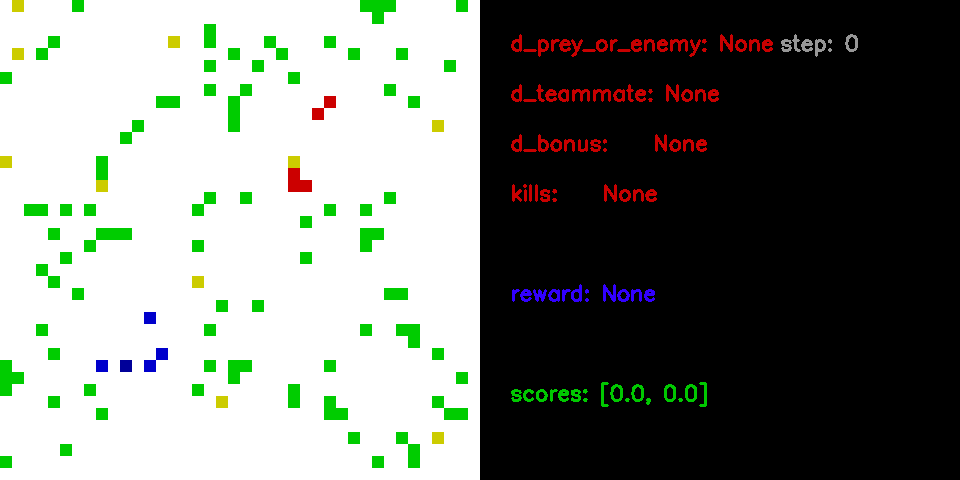 d_prey_or_enemy: None step: 0
d_teammate: None
d_bonus: None
kills: None
reward: None
scores: [0.0, 0.0]